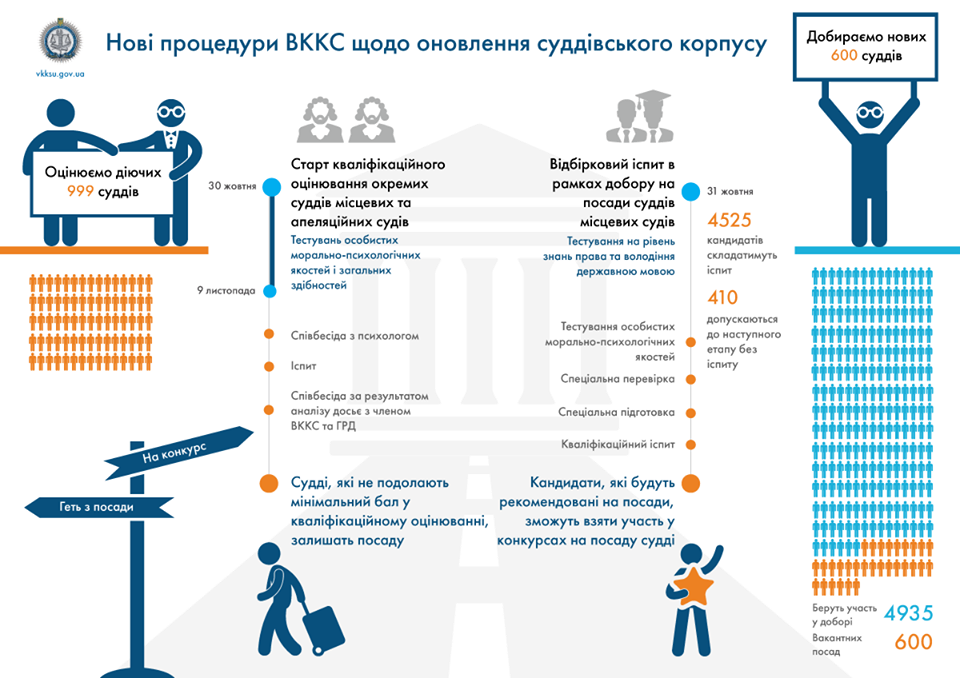 Нові процедури ВККС щодо оновлення суддівського корпусу
vkksu.gov.ua
Добираємо нових
600 суддів
Оцінюємо діючих
999 суддів
30 жовтня
Старт кваліфікаційного
оцінювання окремих
суддів місцевих та
апеляційних судів
Тестувань особистих
морально-психологічних
якостей і загальних
здібностей
9 листопада
Співбесіда з психологом
Іспит
Співбесіда за результатом
аналізу досьє з членом
ВККС та ГРД
Судді, які не подолають
мінімальний бал у
кваліфікаційному оцінюванні,
залишать посаду
Відбірковий іспит в
рамках добору на
посади суддів
місцевих судів
Тестування на рівень
знань права та володіння
державною мовою
31 жовтня
4525
кандидатів
складатимуть
іспит
410
допускаються
до наступного
етапу без
іспиту
Тестування особистих
морально-психологічних
якостей
Спеціальна перевірка
Спеціальна підготовка
Кваліфікаційний іспит
Кандидати, які будуть
рекомендовані на посади,
зможуть взяти участь у
конкурсах на посаду судді
На конкурс
Геть з посади
Беруть участь
у доборі
4935
Вакантних
посад
600